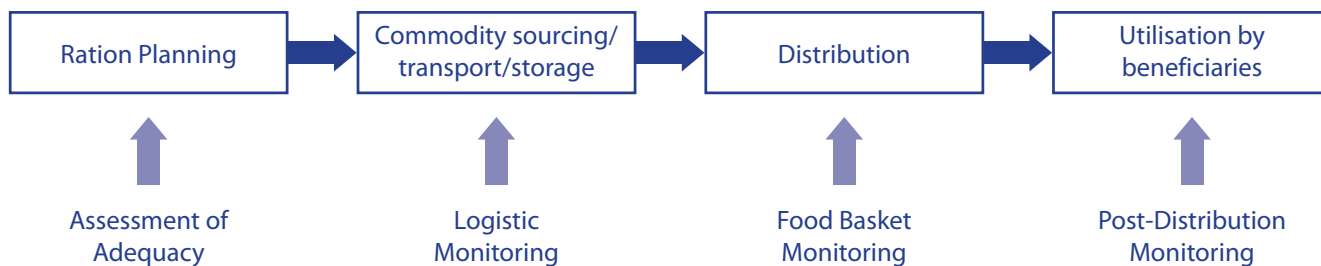 Ration Planning
Commodity sourcing/
transport/storage
Distribution
Utilisation by
beneficiaries
Assessment of
Adequacy
Logistic
Monitoring
Food Basket
Monitoring
Post-Distribution
Monitoring